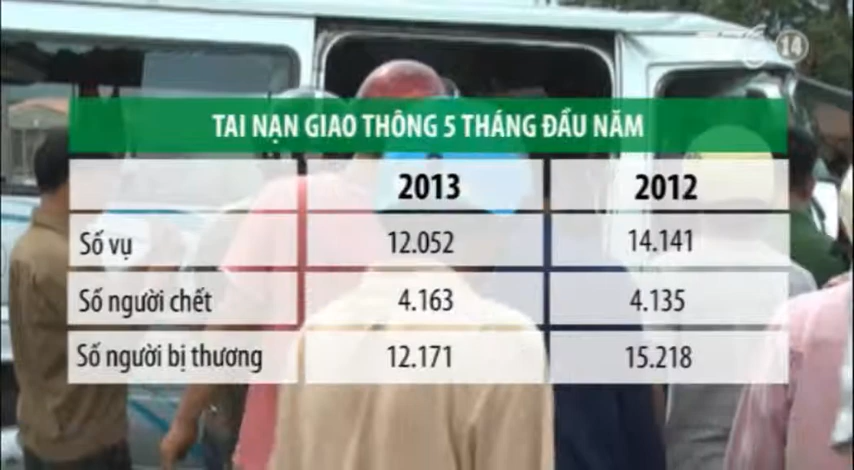 14
TAI NẠN GIAO THÔNG 5 THÁNG ĐẦU NĂM
2013 2012
Số vụ 12.052 14.141
Số người chết 4.163 4.135
Số người bị thương 12.171 15.218